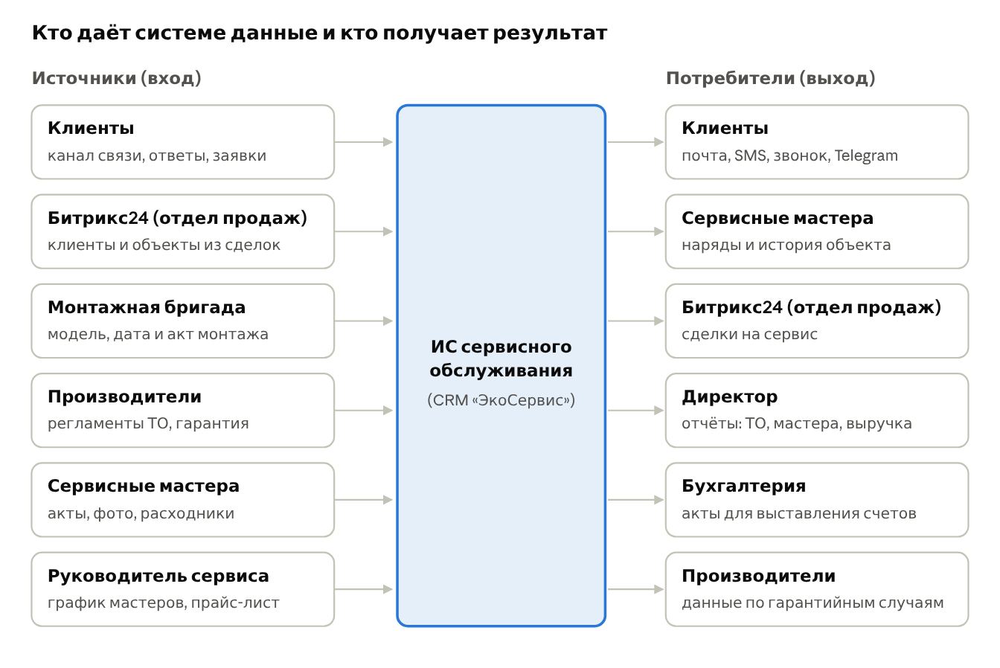 Кто даёт системе данные и кто получает результат
Источники (вход)
Клиенты
канал связи, ответы, заявки
Битрикс24 (отдел продаж)
клиенты и объекты из сделок
Монтажная бригада
модель, дата и акт монтажа
Производители
регламенты ТО, гарантия
Сервисные мастера
акты, фото, расходники
Руководитель сервиса
график мастеров, прайс-лист
ИС сервисного
обслуживания
(CRM «ЭкоСервис»)
Потребители (выход)
Клиенты
почта, SMS, звонок, Telegram
Сервисные мастера
наряды и история объекта
Битрикс24 (отдел продаж)
сделки на сервис
Директор
отчёты: ТО, мастера, выручка
Бухгалтерия
акты для выставления счетов
Производители
данные по гарантийным случаям